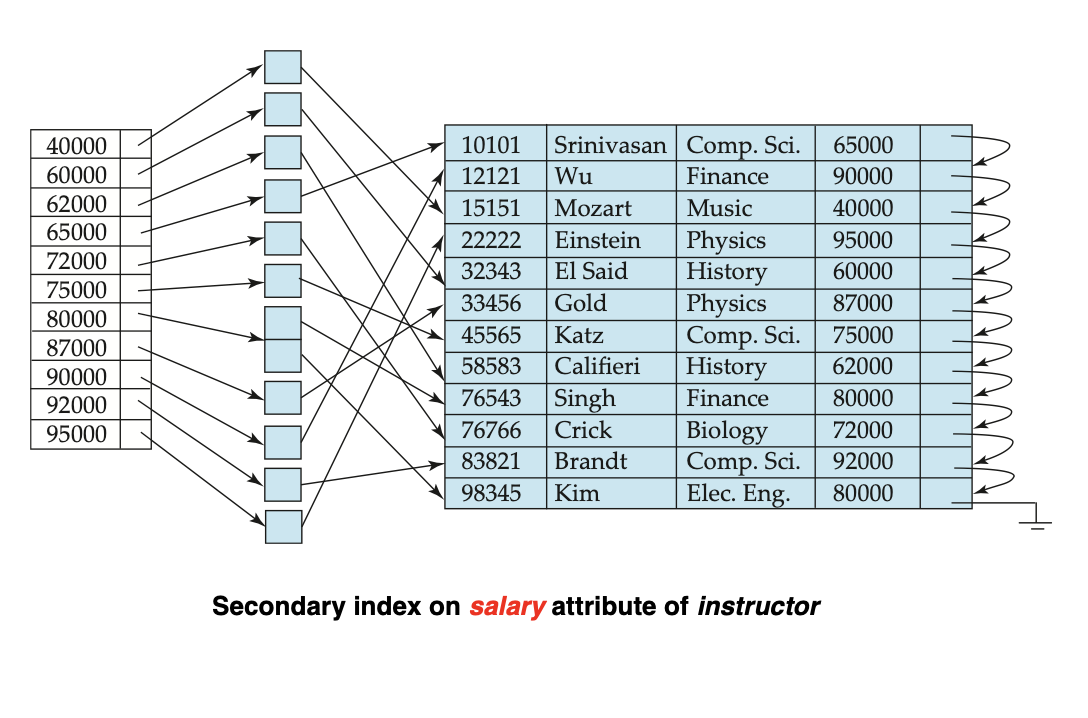 40000
60000
62000
65000
72000
75000
80000
87000
90000
92000
95000
10101 Srinivasan Comp. Sci. 65000
12121 Wu Finance 90000
15151 Mozart Music 40000
22222 Einstein Physics 95000
32343 El Said History 60000
33456 Gold Physics 87000
45565 Katz Comp. Sci. 75000
58583 Califieri History 62000
76543 Singh Finance 80000
76766 Crick Biology 72000
83821 Brandt Comp. Sci. 92000
98345 Kim Elec. Eng. 80000
Secondary index on salary attribute of instructor